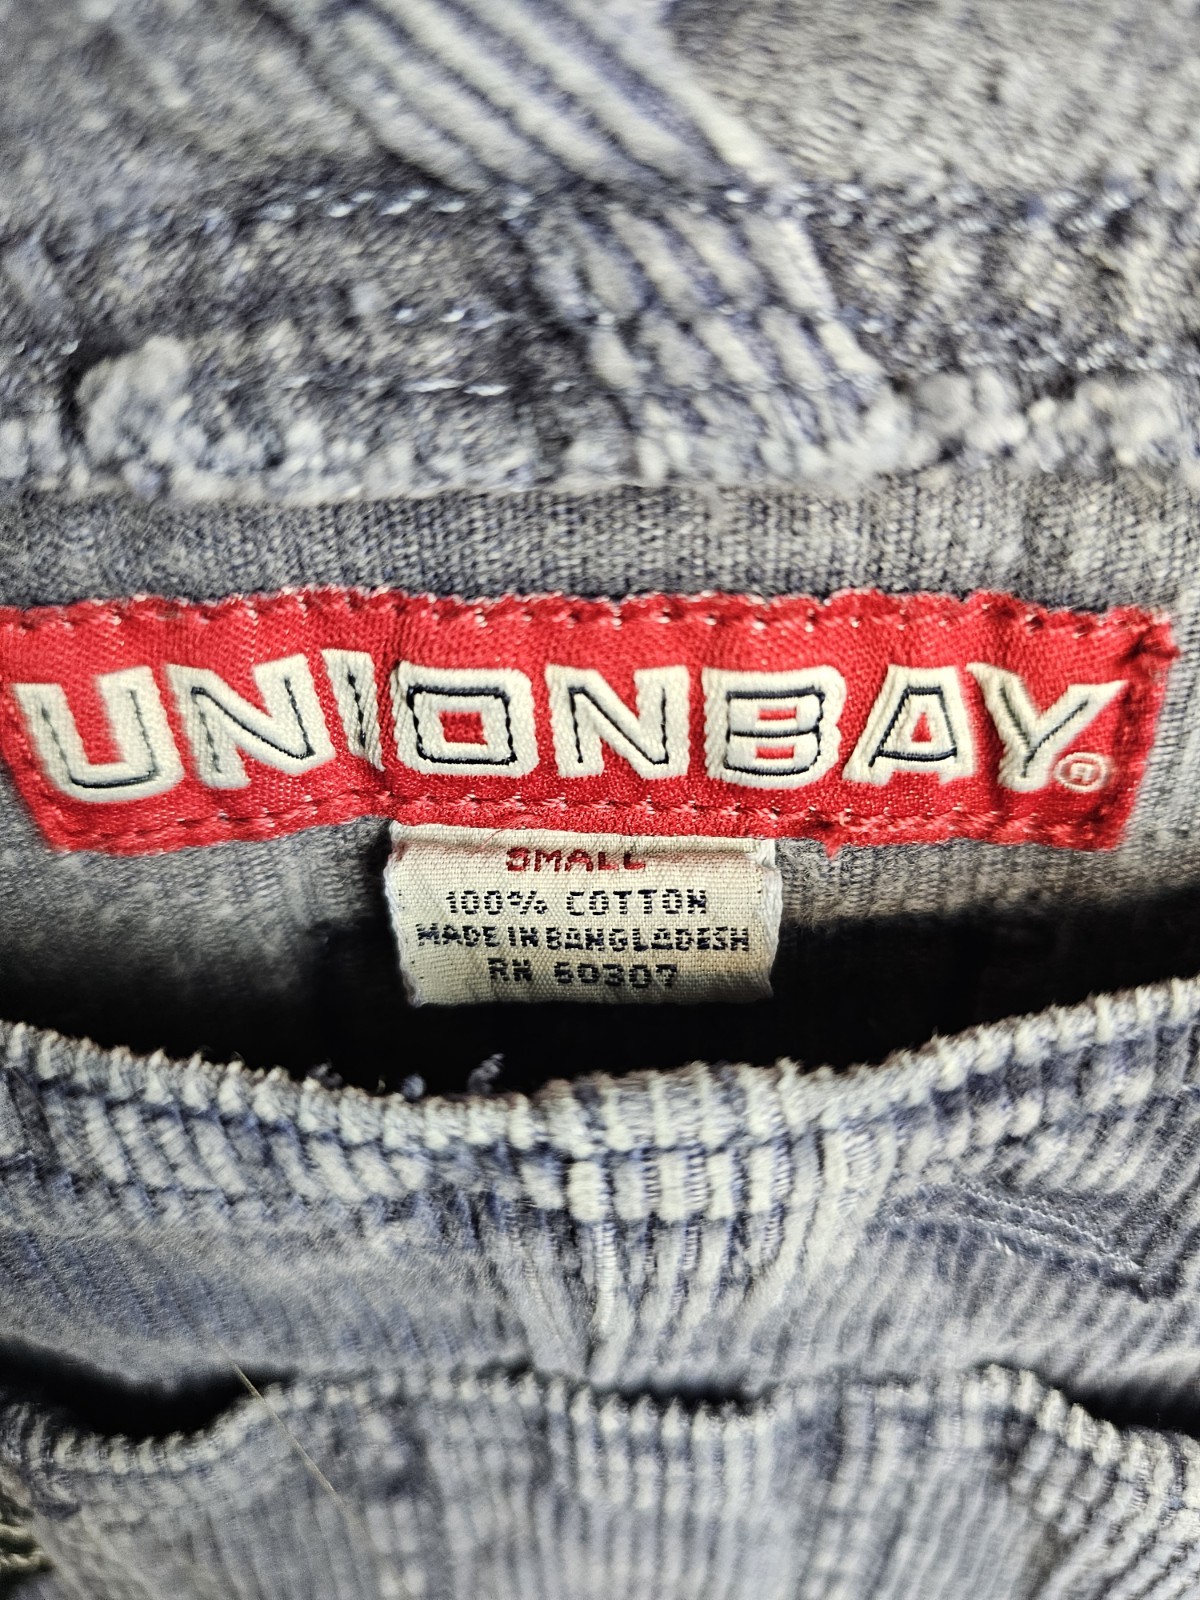 UNIONBAY®
SMALL
100% COTTON
MADE IN BANGLADESH
RN 60307